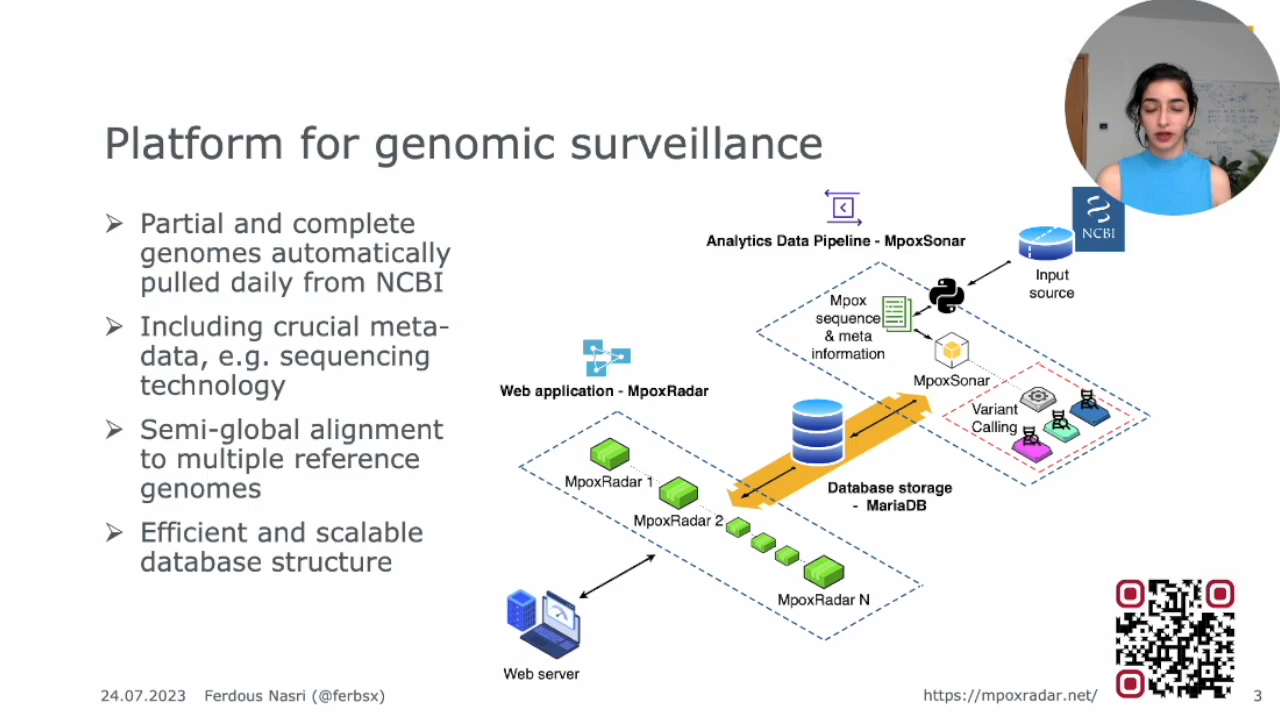 Platform for genomic surveillance
➢ Partial and complete
genomes automatically
pulled daily from NCBI
➢ Including crucial meta-
data, e.g. sequencing
technology
➢ Semi-global alignment
to multiple reference
genomes
➢ Efficient and scalable
database structure
Analytics Data Pipeline - MpoxSonar
NCBI
Input
source
Mpox
sequence
& meta
information
MpoxSonar
Variant
Calling
Web application - MpoxRadar
MpoxRadar 1
MpoxRadar 2
MpoxRadar N
Database storage
- MariaDB
Web server
24.07.2023 Ferdous Nasri (@ferbsx)
https://mpoxradar.net/
3